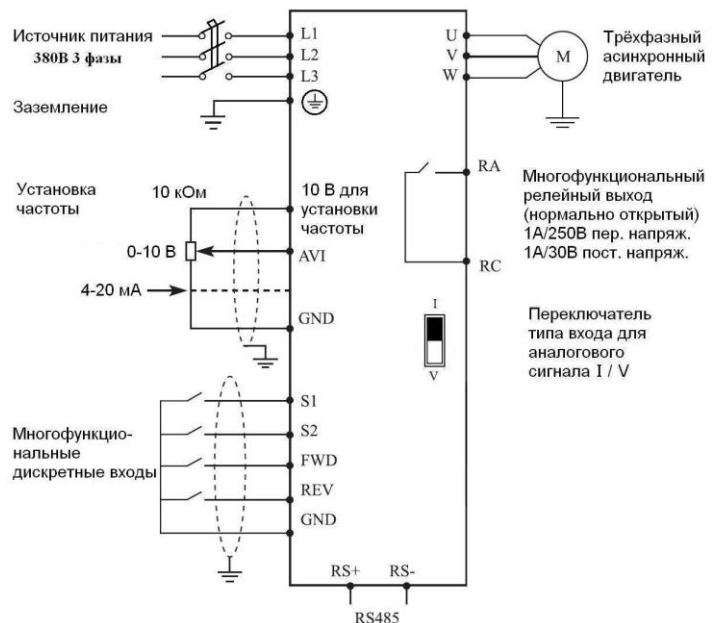 Источник питания
380В 3 фазы
L1
L2
L3
Заземление
U
V
W
M
Трёхфазный
асинхронный
двигатель
Установка
частоты
10 кОм
0-10 В
4-20 мА
10 В для
установки
частоты
AVI
GND
RA
RC
Многофункциональный
релейный выход
(нормально открытый)
1А/250В пер. напряж.
1А/30В пост. напряж.
I
V
Переключатель
типа входа для
аналогового
сигнала I / V
Многофункцио-
нальные
дискретные входы
S1
S2
FWD
REV
GND
RS+ RS-
RS485